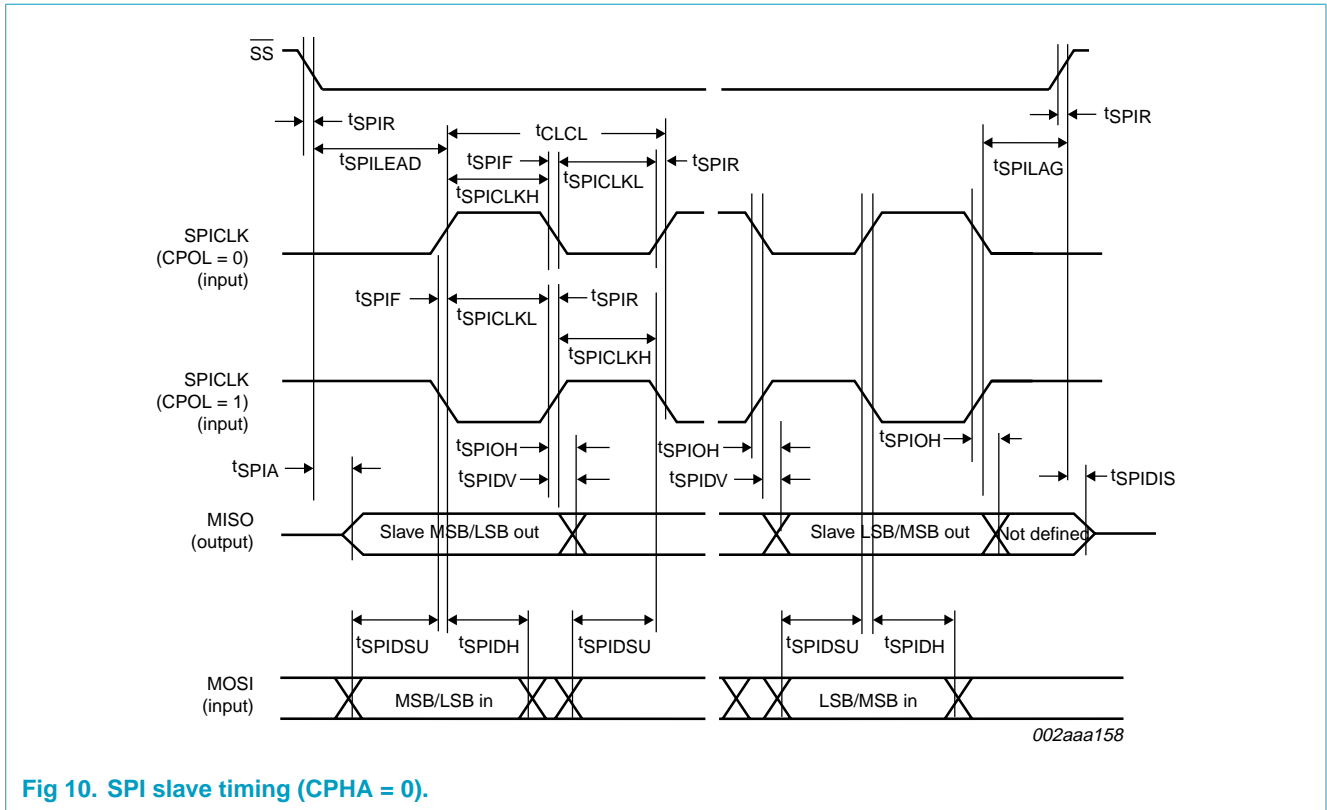 SS
tSPIR
tCLCL
tSPIR
tSPILEAD
tSPIF
tSPICLKL
tSPIR
tSPILAG
tSPICLKH
SPICLK
(CPOL = 0)
(input)
tSPIF
tSPIR
tSPICLKL
tSPICLKH
SPICLK
(CPOL = 1)
(input)
tSPIOH
tSPIOH
tSPIOH
tSPIA
tSPIDV
tSPIDV
tSPIDIS
MISO
(output)
Slave MSB/LSB out
Slave LSB/MSB out
Not defined
tSPIDSU
tSPIDH
tSPIDSU
tSPIDSU
tSPIDH
MOSI
(input)
MSB/LSB in
LSB/MSB in
002aaa158
Fig 10. SPI slave timing (CPHA = 0).